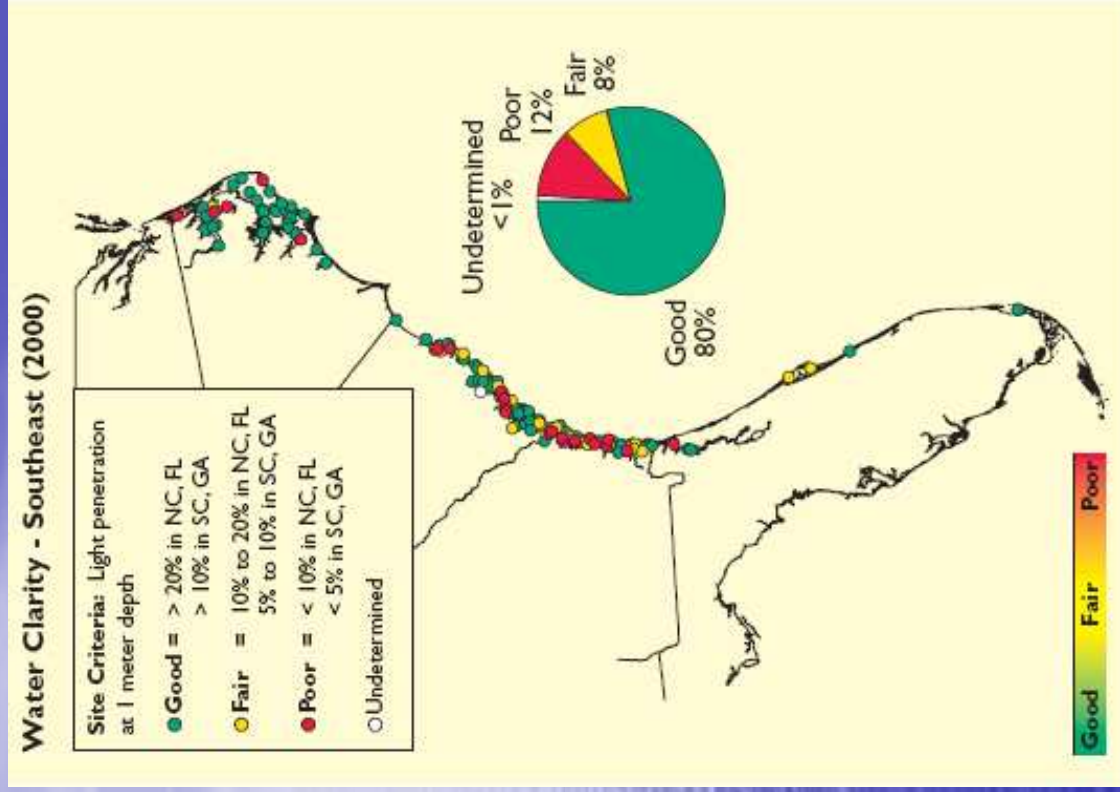 Water Clarity - Southeast (2000)
Site Criteria: Light penetration
at 1 meter depth
Good = > 20% in NC, FL
> 10% in SC, GA
Fair = 10% to 20% in NC, FL
5% to 10% in SC, GA
Poor = < 10% in NC, FL
< 5% in SC, GA
Undetermined
Undetermined
<1%
Poor
12%
Fair
8%
Good
80%
Good Fair Poor